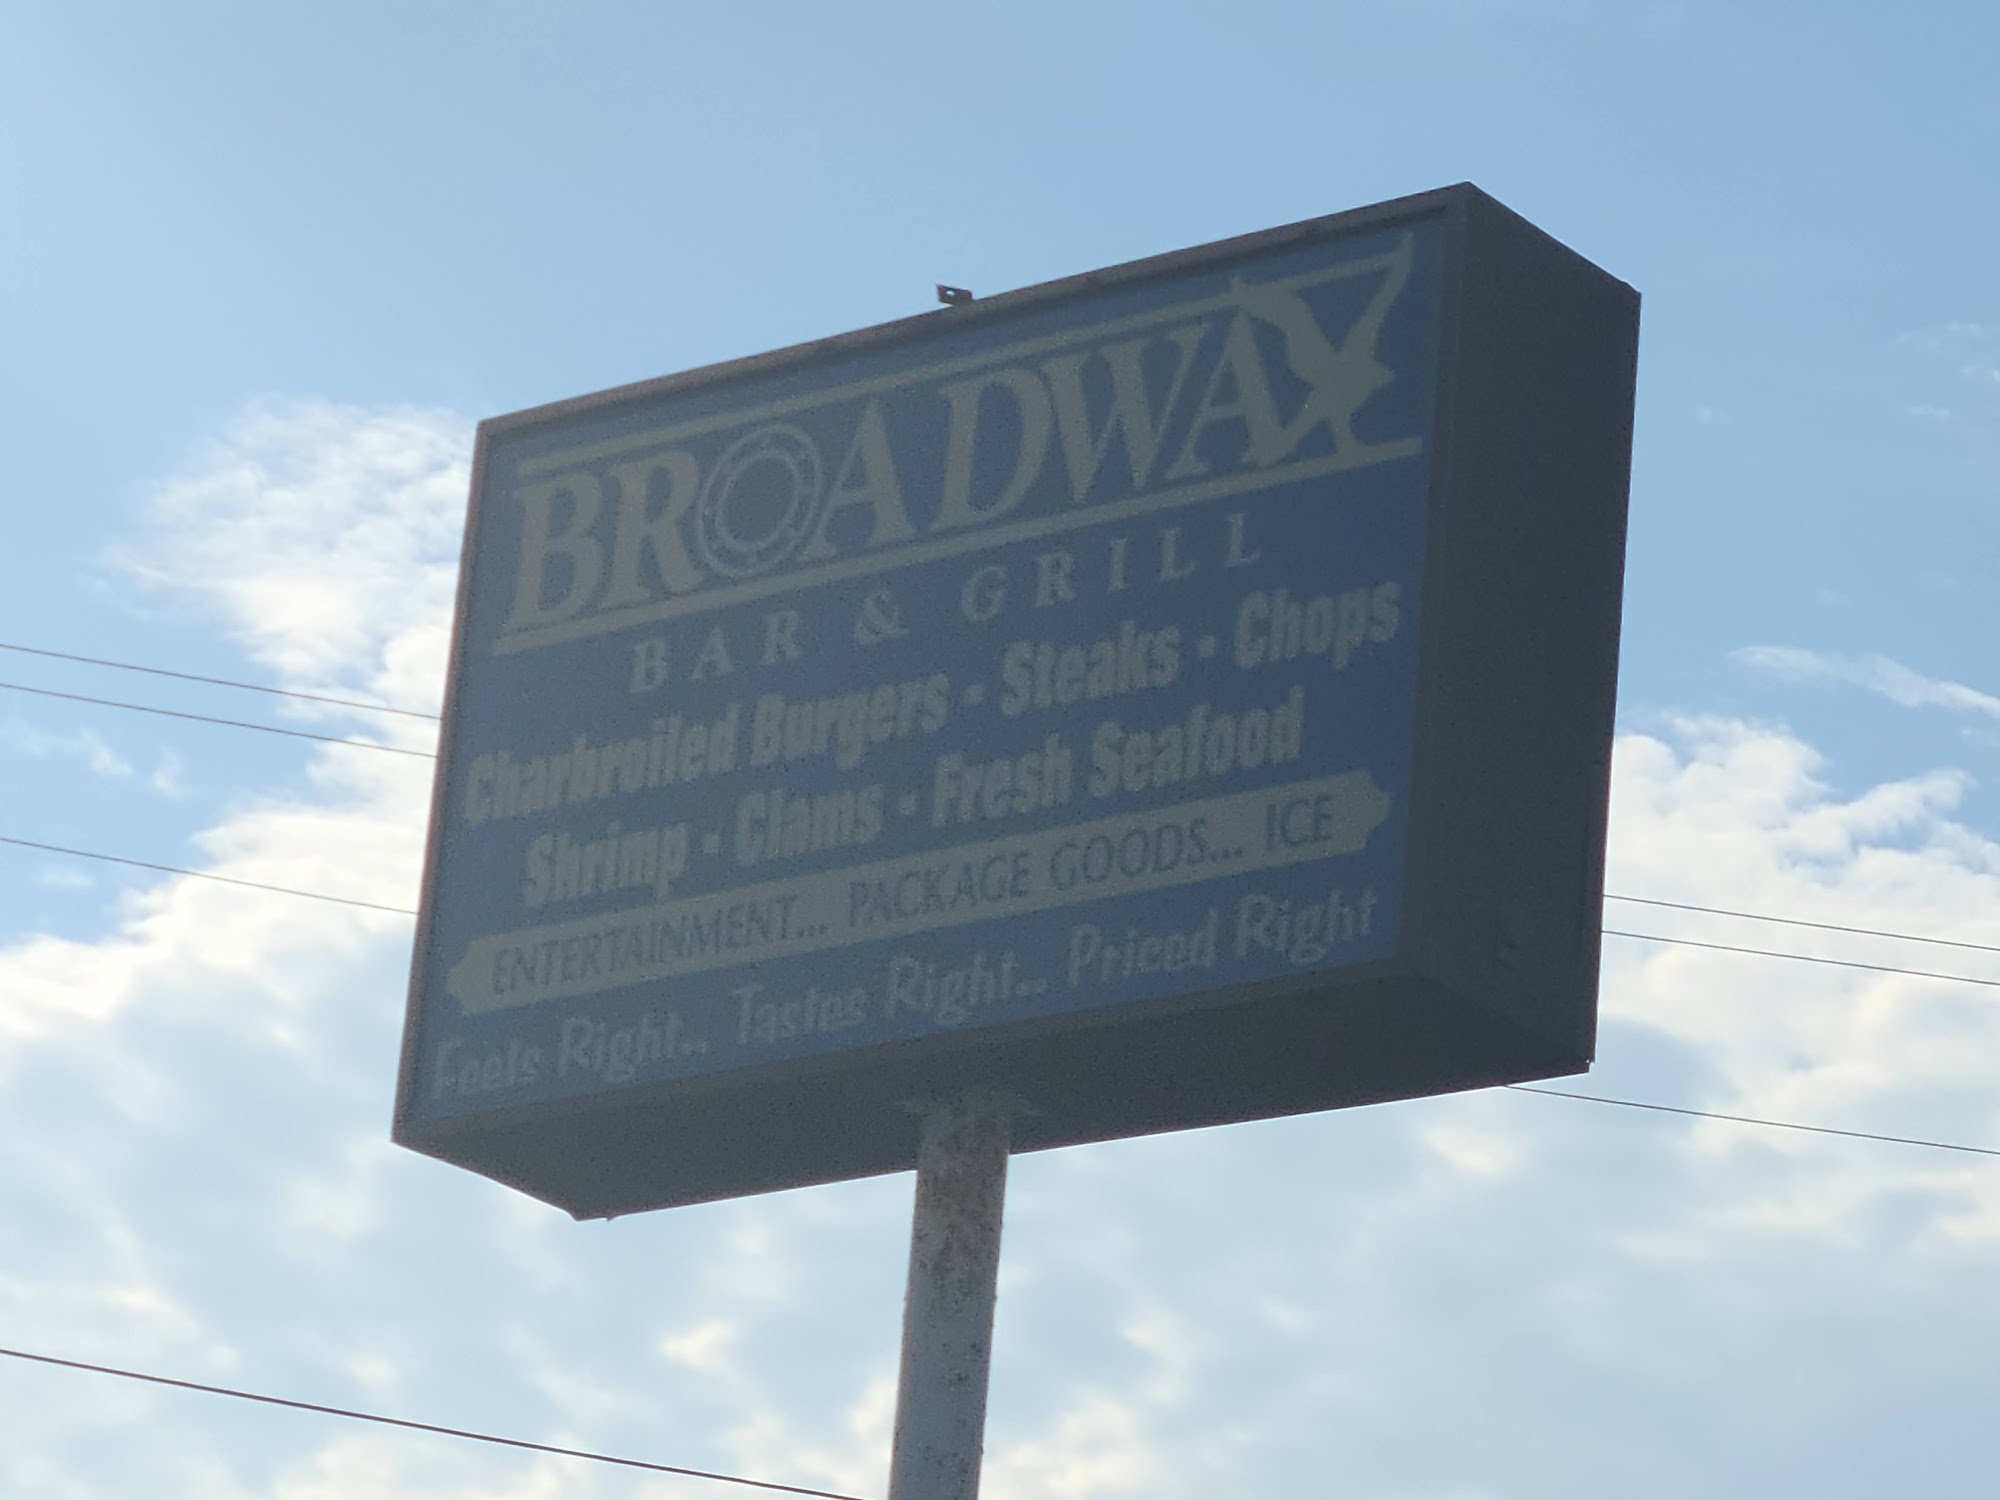 BROADWAY
BAR & GRILL
Charbroiled Burgers - Steaks - Chops
Shrimp - Clams - Fresh Seafood
ENTERTAINMENT... PACKAGE GOODS... ICE
Feels Right.. Tastes Right.. Priced Right